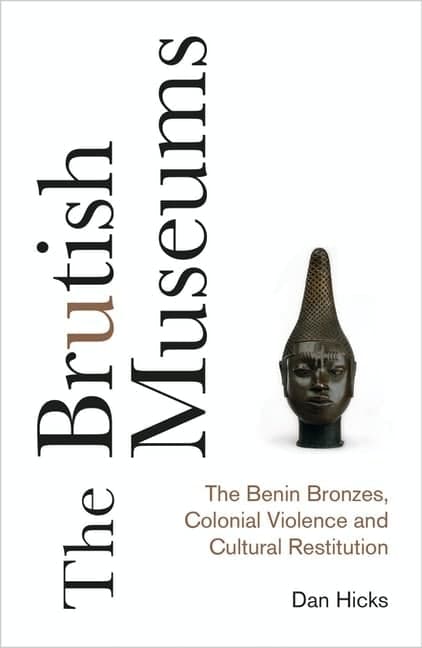 The Brutish
Museums
The Benin Bronzes,
Colonial Violence and
Cultural Restitution
Dan Hicks